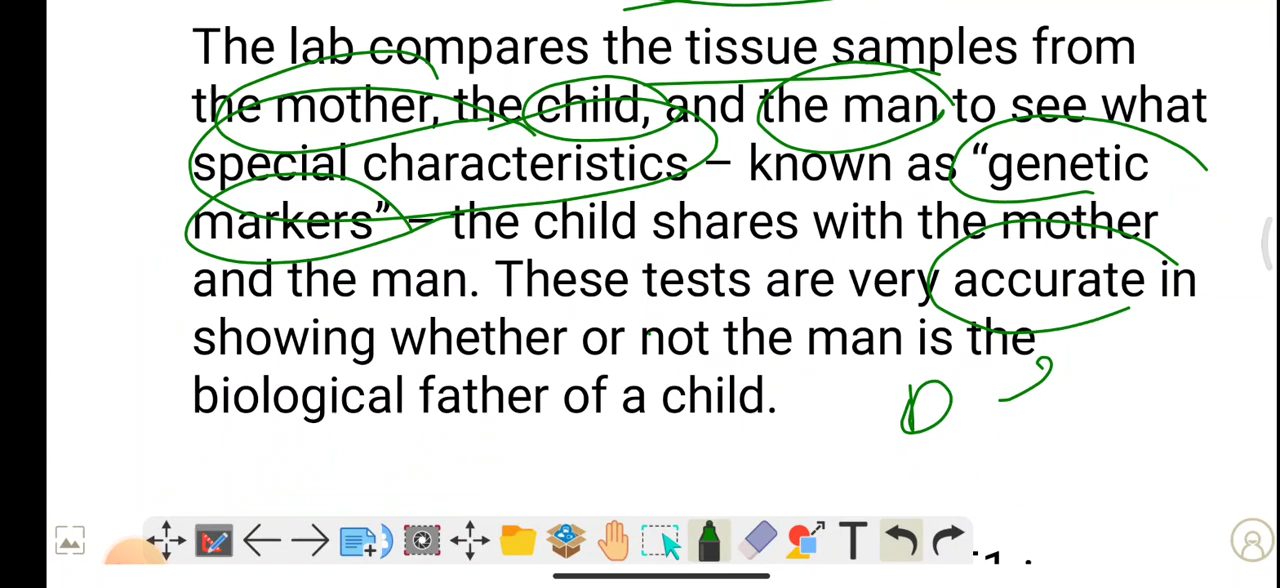 The lab compares the tissue samples from
the mother, the child, and the man to see what
special characteristics – known as “genetic
markers” – the child shares with the mother
and the man. These tests are very accurate in
showing whether or not the man is the
biological father of a child.
D
T